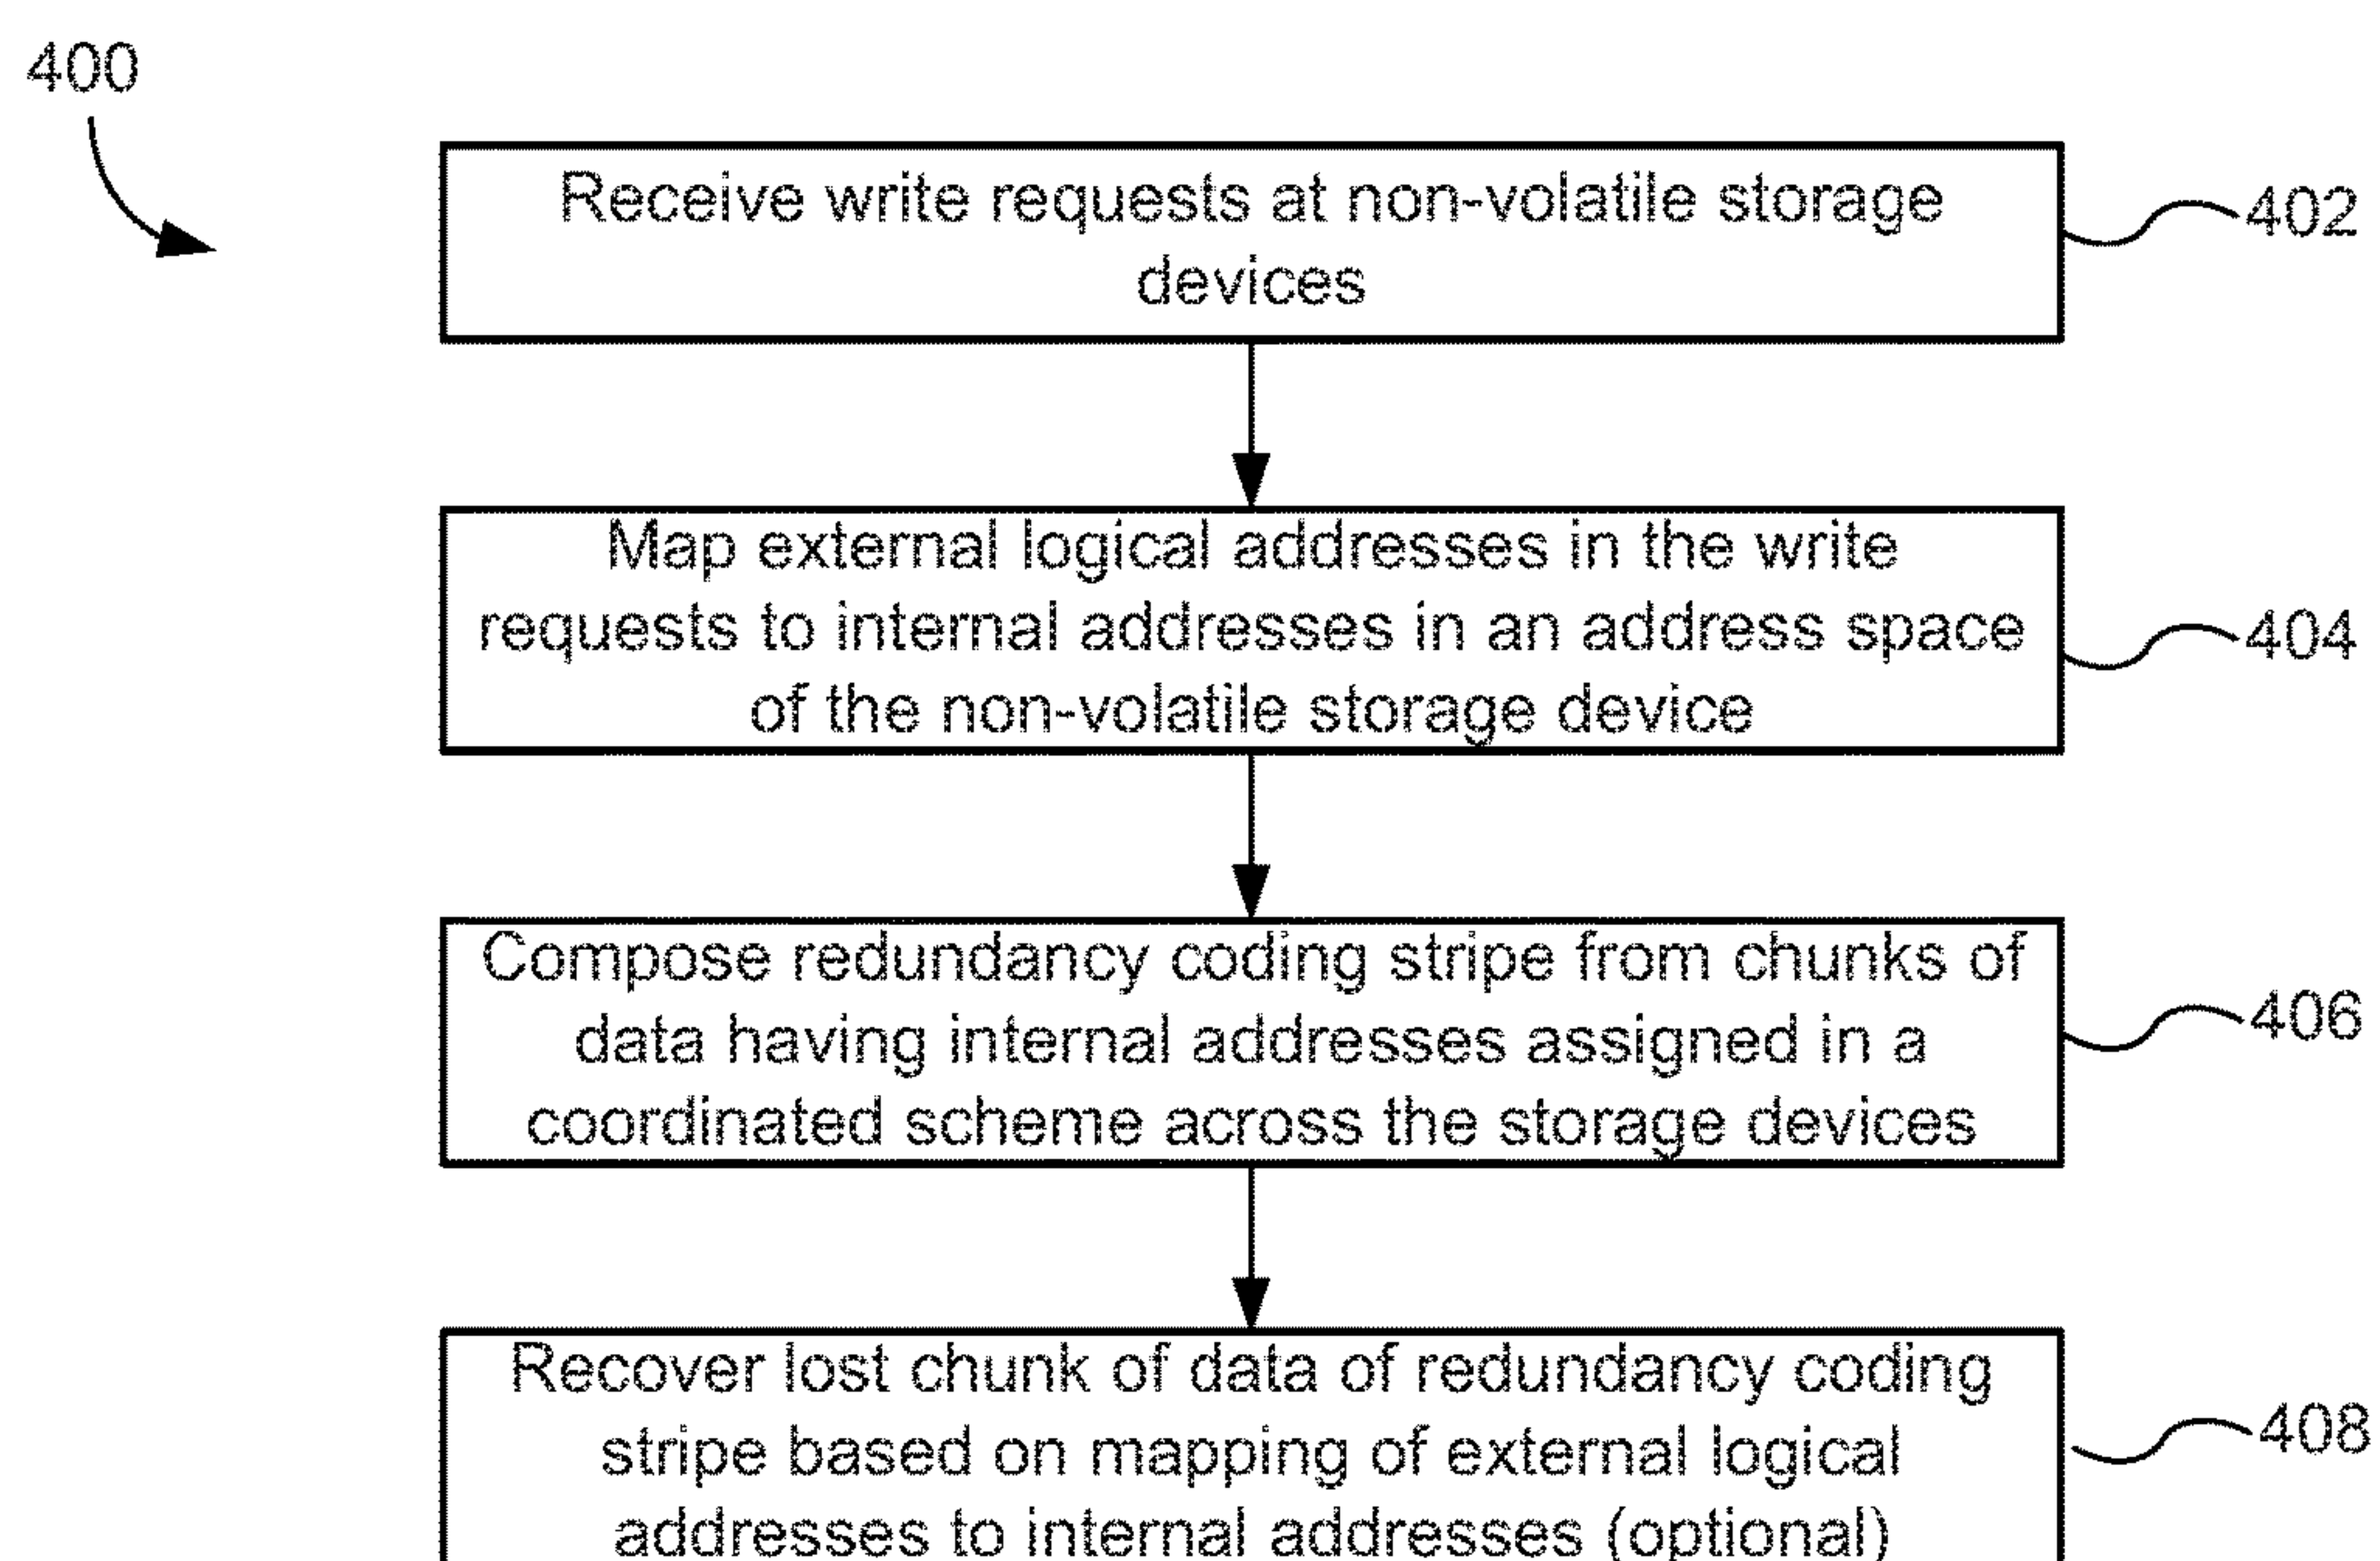 400
Receive write requests at non-volatile storage
devices
402
Map external logical addresses in the write
requests to internal addresses in an address space
of the non-volatile storage device
404
Compose redundancy coding stripe from chunks of
data having internal addresses assigned in a
coordinated scheme across the storage devices
406
Recover lost chunk of data of redundancy coding
stripe based on mapping of external logical
addresses to internal addresses (optional)
408